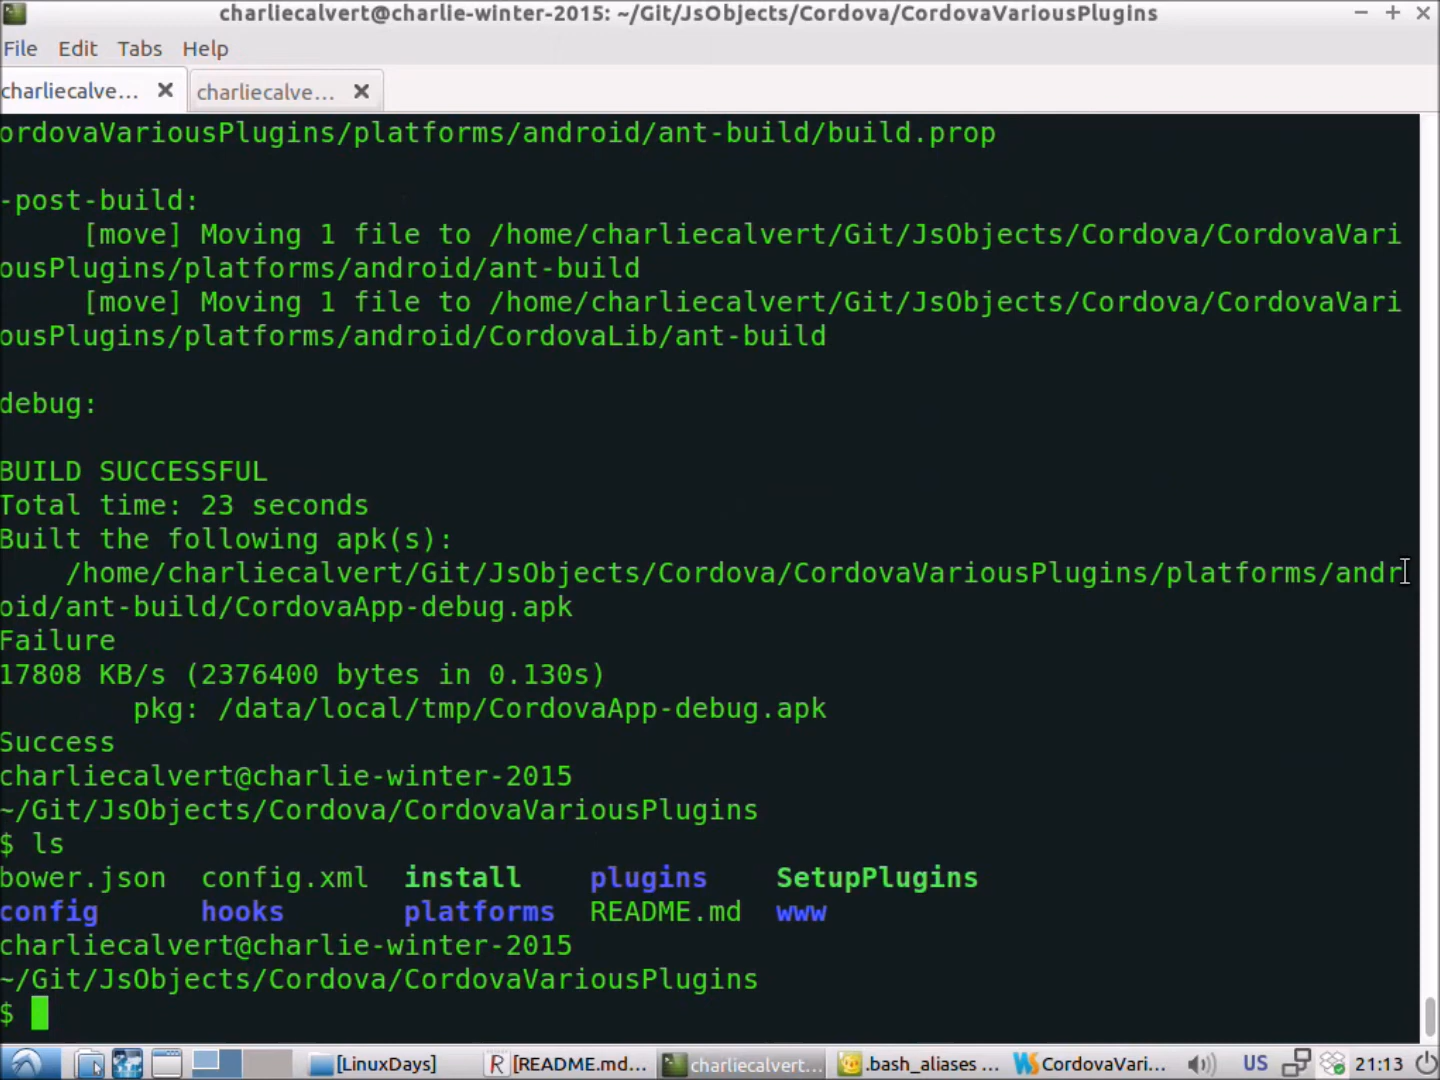 charliecalvert@charlie-winter-2015: ~/Git/JsObjects/Cordova/CordovaVariousPlugins
File Edit Tabs Help
charliecalve... charliecalve...
ordovaVariousPlugins/platforms/android/ant-build/build.prop
-post-build:
[move] Moving 1 file to /home/charliecalvert/Git/JsObjects/Cordova/CordovaVari
ousPlugins/platforms/android/ant-build
[move] Moving 1 file to /home/charliecalvert/Git/JsObjects/Cordova/CordovaVari
ousPlugins/platforms/android/CordovaLib/ant-build
debug:
BUILD SUCCESSFUL
Total time: 23 seconds
Built the following apk(s):
/home/charliecalvert/Git/JsObjects/Cordova/CordovaVariousPlugins/platforms/andr
oid/ant-build/CordovaApp-debug.apk
Failure
17808 KB/s (2376400 bytes in 0.130s)
pkg: /data/local/tmp/CordovaApp-debug.apk
Success
charliecalvert@charlie-winter-2015
~/Git/JsObjects/Cordova/CordovaVariousPlugins
$ ls
bower.json config.xml install plugins SetupPlugins
config hooks platforms README.md www
charliecalvert@charlie-winter-2015
~/Git/JsObjects/Cordova/CordovaVariousPlugins
$
[LinuxDays] [README.md... charliecalvert... .bash_aliases ... CordovaVari... US 21:13